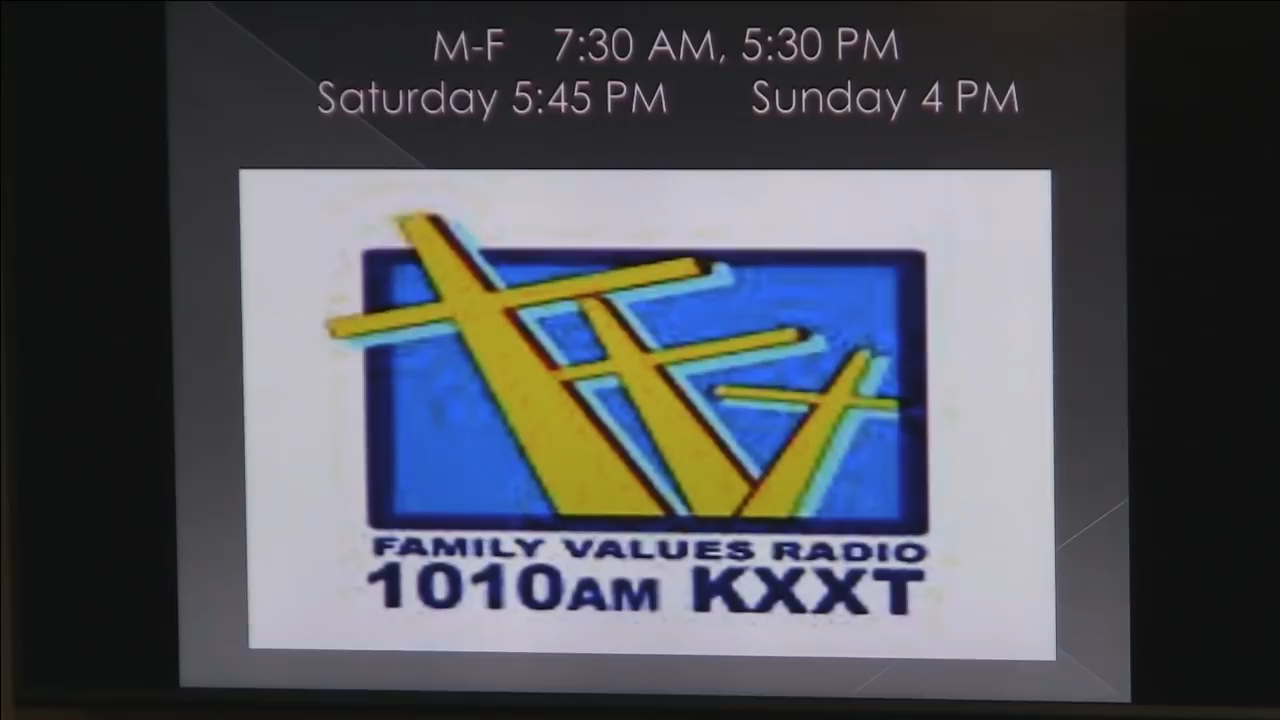 M-F 7:30 AM, 5:30 PM
Saturday 5:45 PM Sunday 4 PM
FAMILY VALUES RADIO
1010AM KXXT